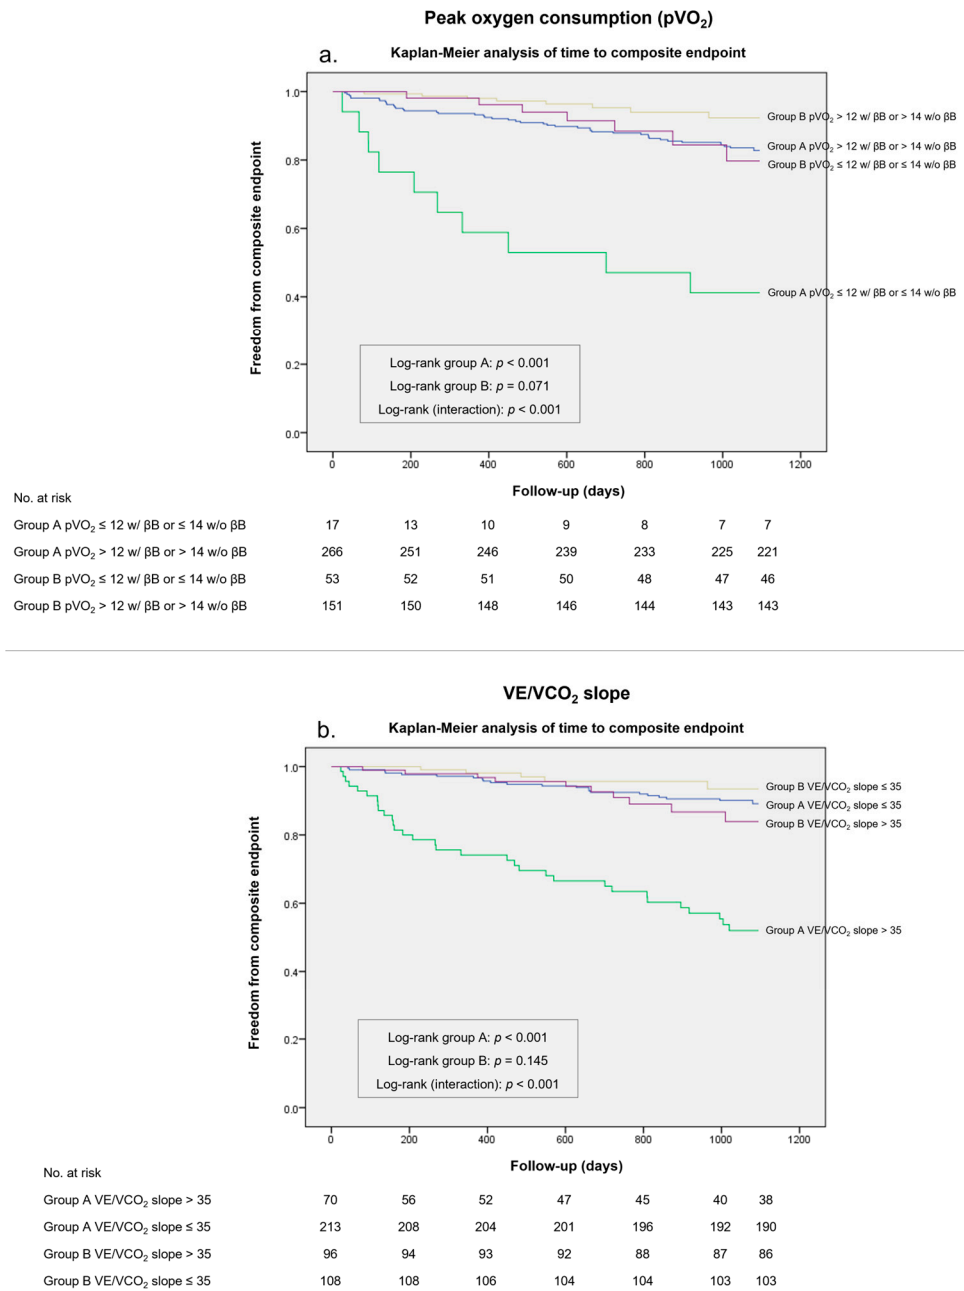 Peak oxygen consumption (pVO₂)
a.
Kaplan-Meier analysis of time to composite endpoint
Freedom from composite endpoint
1.0
0.8
0.6
0.4
0.2
0.0
Group B pVO₂ > 12 w/ βB or > 14 w/o βB
Group A pVO₂ > 12 w/ βB or > 14 w/o βB
Group B pVO₂ ≤ 12 w/ βB or ≤ 14 w/o βB
Group A pVO₂ ≤ 12 w/ βB or ≤ 14 w/o βB
Log-rank group A: p < 0.001
Log-rank group B: p = 0.071
Log-rank (interaction): p < 0.001
0 200 400 600 800 1000 1200
Follow-up (days)
No. at risk
Group A pVO₂ ≤ 12 w/ βB or ≤ 14 w/o βB 17 13 10 9 8 7 7
Group A pVO₂ > 12 w/ βB or > 14 w/o βB 266 251 246 239 233 225 221
Group B pVO₂ ≤ 12 w/ βB or ≤ 14 w/o βB 53 52 51 50 48 47 46
Group B pVO₂ > 12 w/ βB or > 14 w/o βB 151 150 148 146 144 143 143
VE/VCO₂ slope
b.
Kaplan-Meier analysis of time to composite endpoint
Freedom from composite endpoint
1.0
0.8
0.6
0.4
0.2
0.0
Group B VE/VCO₂ slope ≤ 35
Group A VE/VCO₂ slope ≤ 35
Group B VE/VCO₂ slope > 35
Group A VE/VCO₂ slope > 35
Log-rank group A: p < 0.001
Log-rank group B: p = 0.145
Log-rank (interaction): p < 0.001
0 200 400 600 800 1000 1200
Follow-up (days)
No. at risk
Group A VE/VCO₂ slope > 35 70 56 52 47 45 40 38
Group A VE/VCO₂ slope ≤ 35 213 208 204 201 196 192 190
Group B VE/VCO₂ slope > 35 96 94 93 92 88 87 86
Group B VE/VCO₂ slope ≤ 35 108 108 106 104 104 103 103